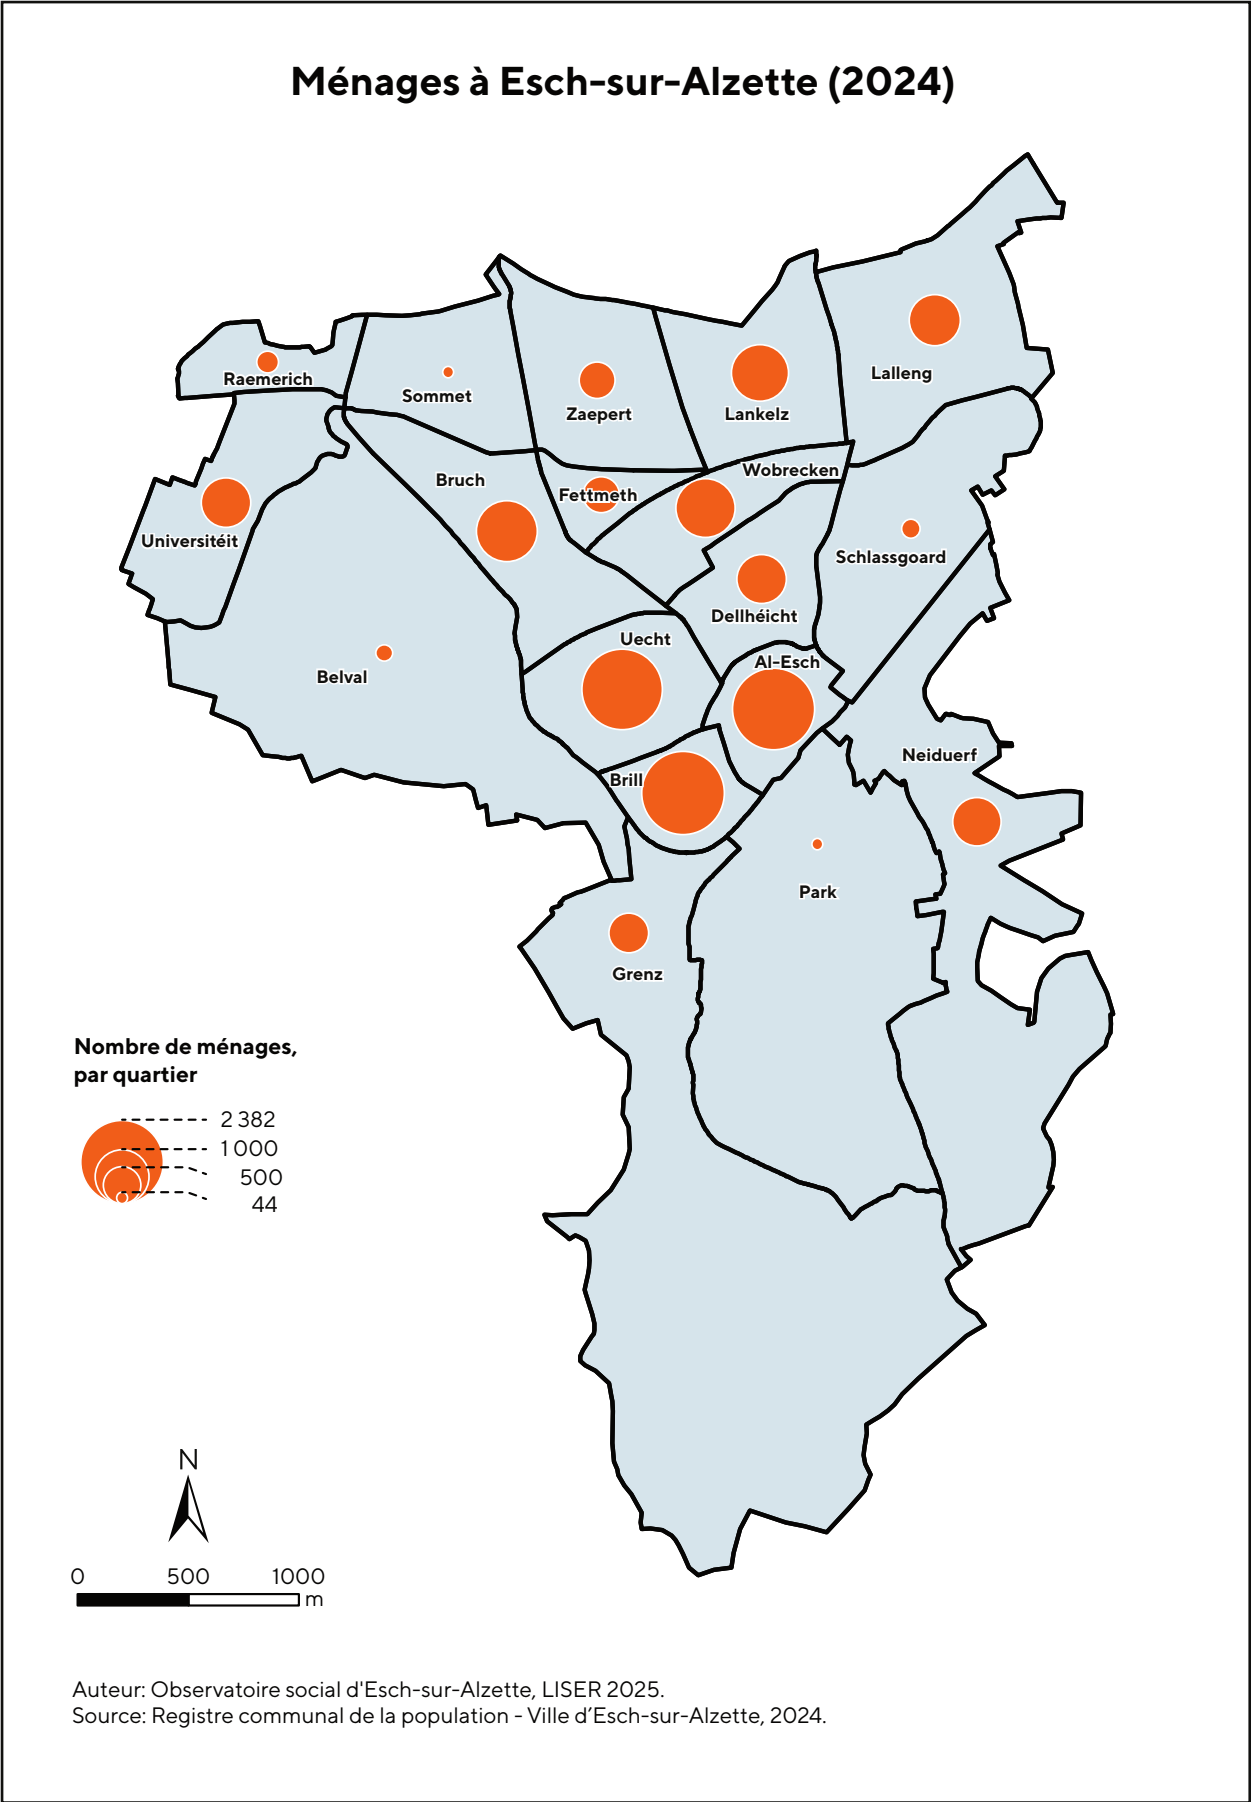 Ménages à Esch-sur-Alzette (2024)
Raemerich
Sommet
Zaepert
Lankelz
Lalleng
Wobrecken
Bruch
Fettmeth
Universitéit
Schlassgoard
Dellhéicht
Uecht
Al-Esch
Belval
Neiduerf
Brill
Park
Grenz
Nombre de ménages,
par quartier
2 382
1 000
500
44
N
0 500 1000
m
Auteur: Observatoire social d'Esch-sur-Alzette, LISER 2025.
Source: Registre communal de la population - Ville d’Esch-sur-Alzette, 2024.